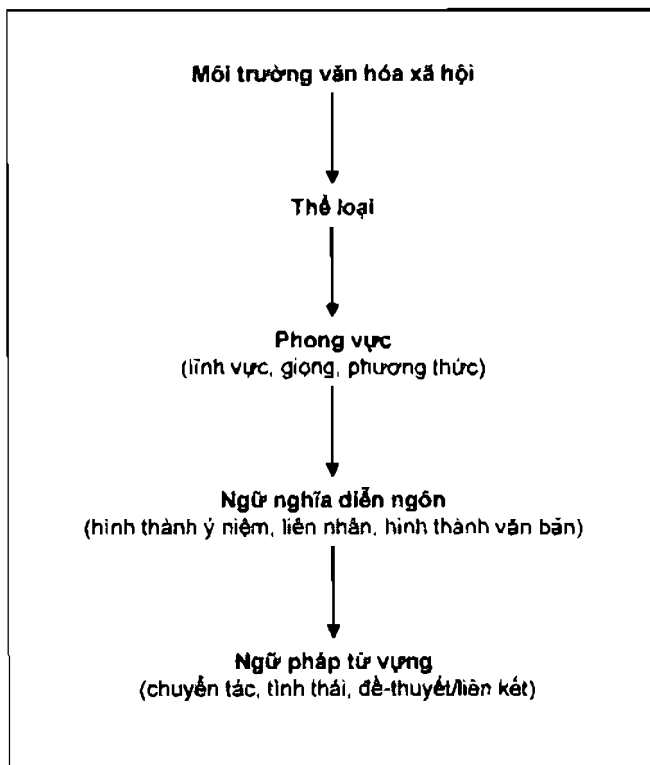 Môi trường văn hóa xã hội
Thể loại
Phong vực
(lĩnh vực, giọng, phương thức)
Ngữ nghĩa diễn ngôn
(hình thành ý niệm, liên nhân, hình thành văn bản)
Ngữ pháp từ vựng
(chuyển tác, tình thái, đề-thuyết/liên kết)